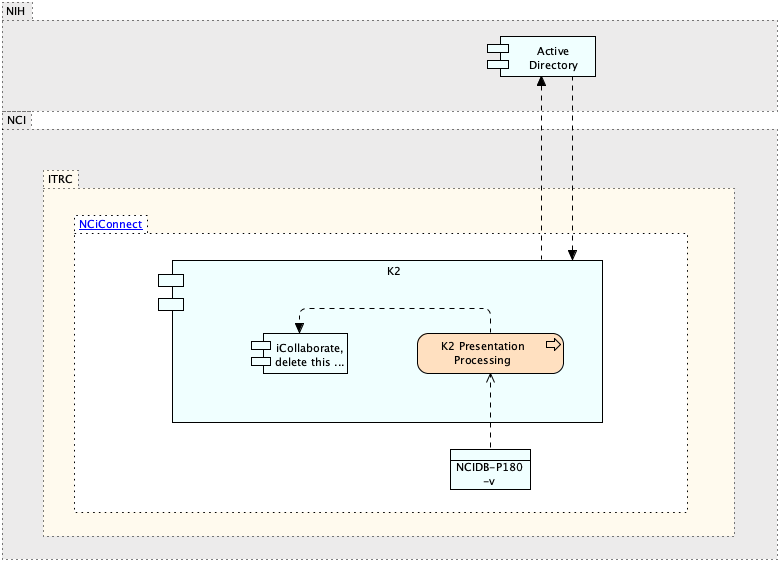 NIH
Active
Directory
NCI
ITRC
NCiConnect
K2
iCollaborate,
delete this ...
K2 Presentation
Processing
NCIDB-P180
-v